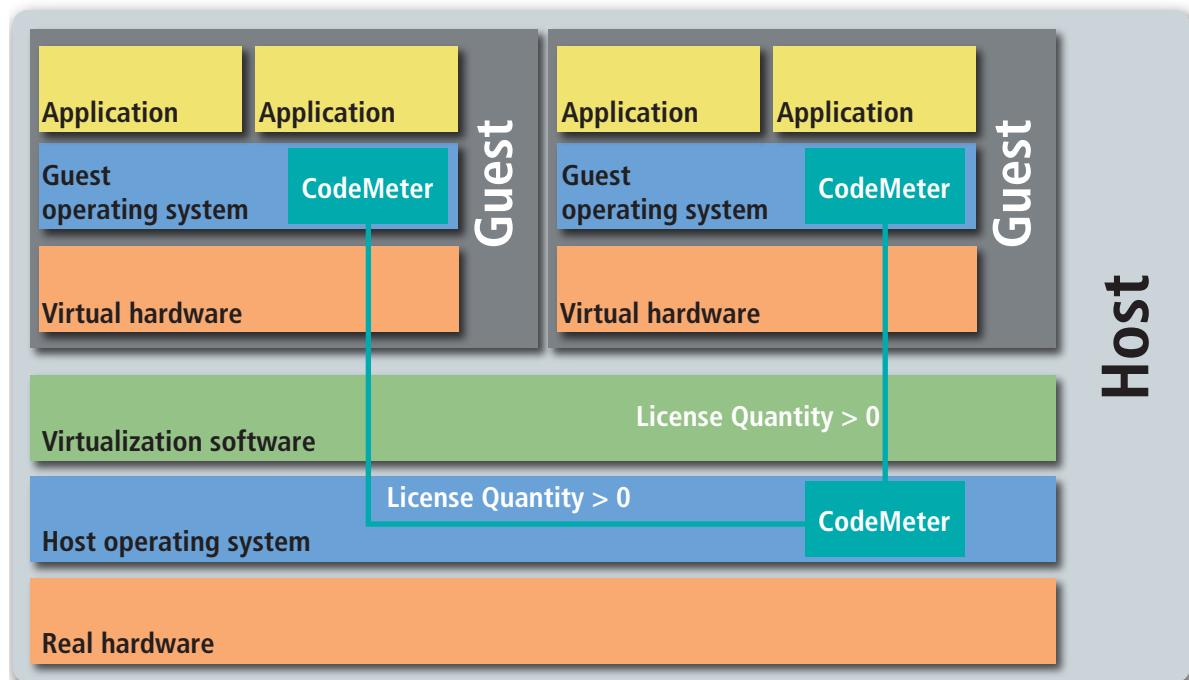 Application
Application
Guest
operating system
CodeMeter
Virtual hardware
Guest
Application
Application
Guest
operating system
CodeMeter
Virtual hardware
Guest
Host
License Quantity > 0
Virtualization software
License Quantity > 0
CodeMeter
Host operating system
Real hardware